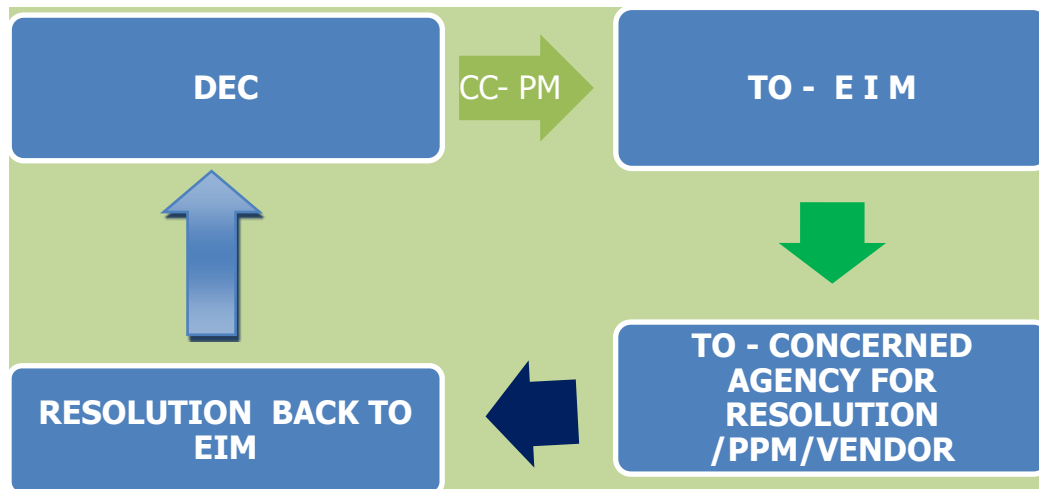 DEC
CC- PM
TO - E I M
TO - CONCERNED
AGENCY FOR
RESOLUTION
/PPM/VENDOR
RESOLUTION BACK TO
EIM